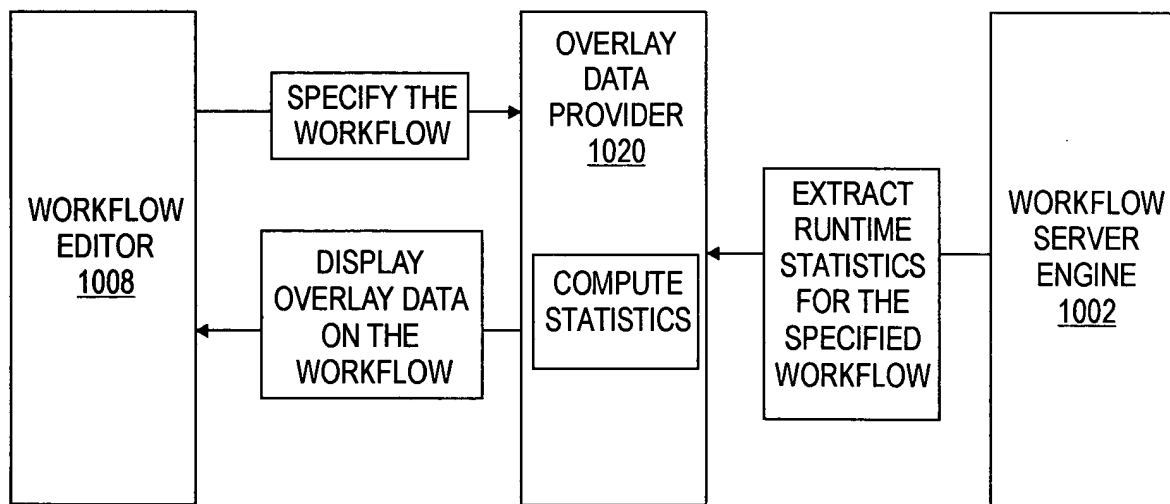 WORKFLOW
EDITOR
1008
SPECIFY THE
WORKFLOW
DISPLAY
OVERLAY DATA
ON THE
WORKFLOW
OVERLAY
DATA
PROVIDER
1020
COMPUTE
STATISTICS
EXTRACT
RUNTIME
STATISTICS
FOR THE
SPECIFIED
WORKFLOW
WORKFLOW
SERVER
ENGINE
1002